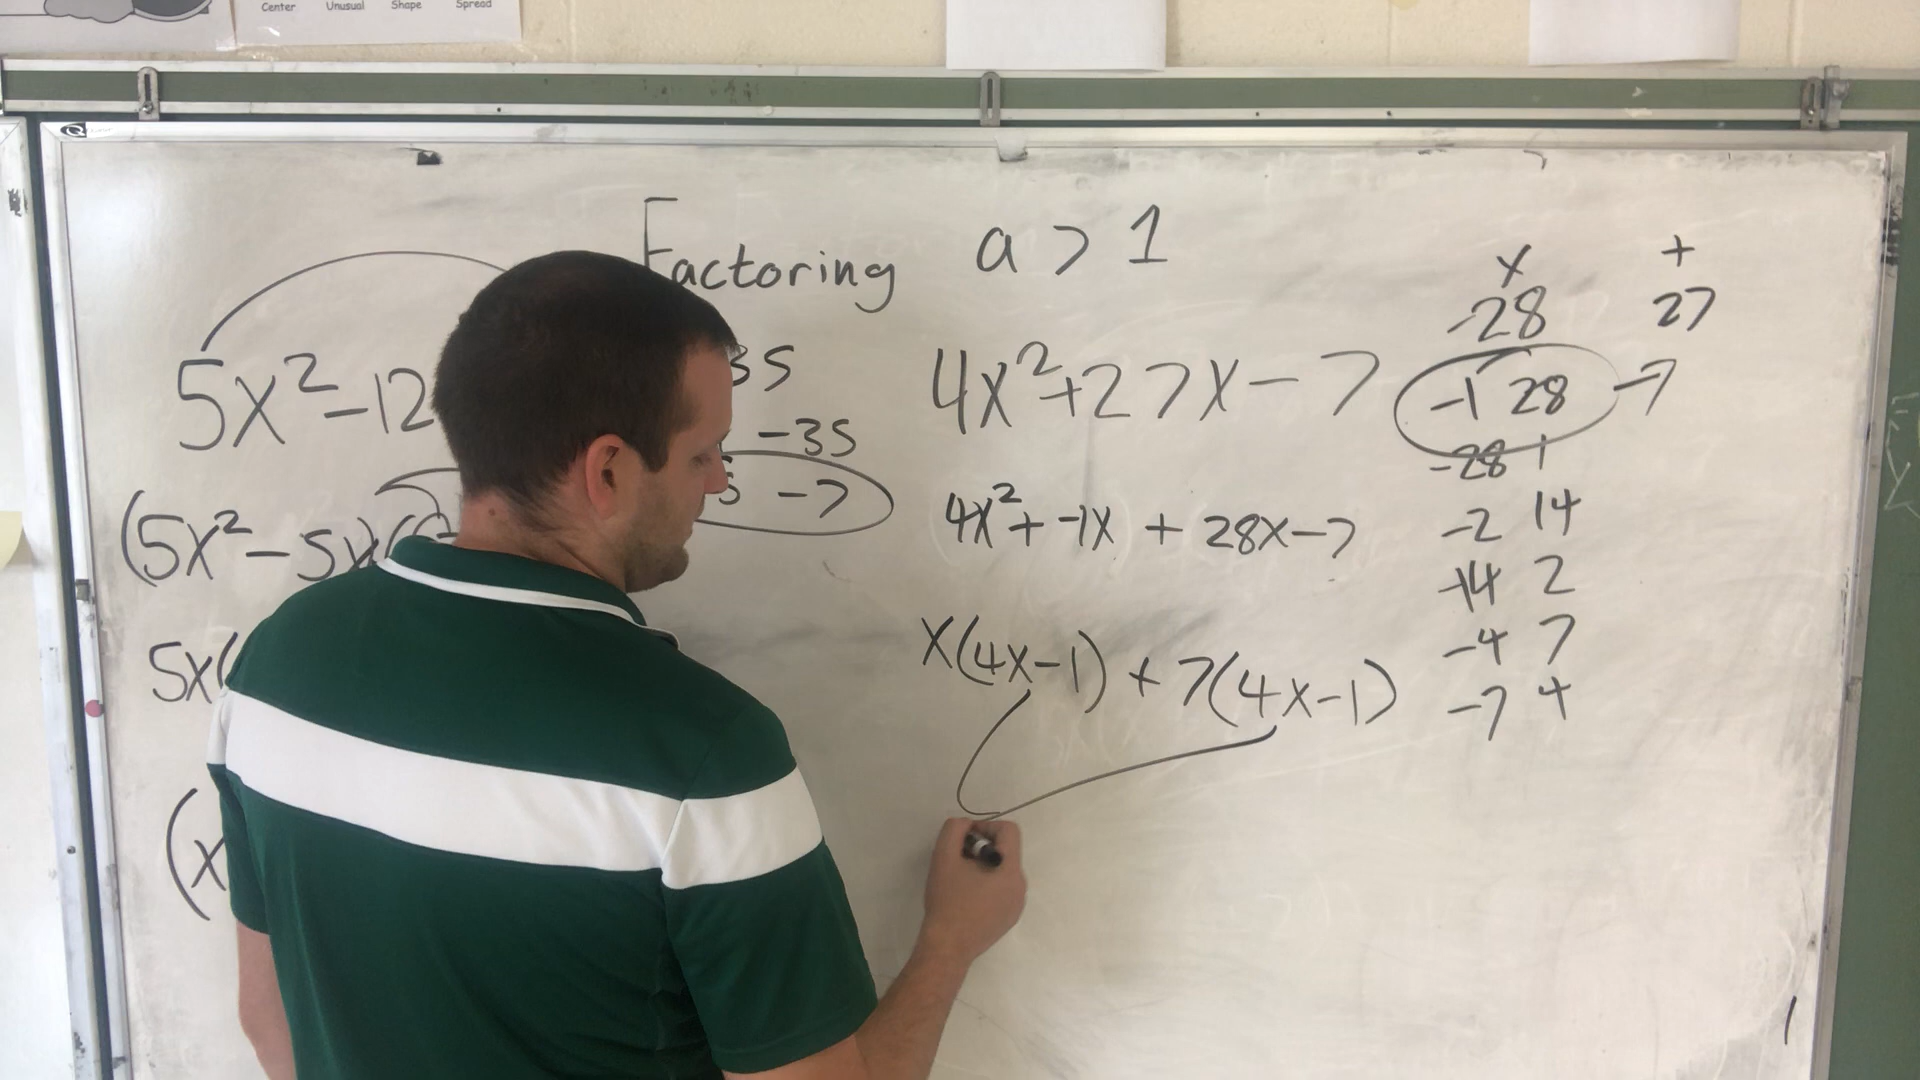 Center Unusual Shape Spread
Factoring a > 1
5x² - 12
35
-35
-7
(5x² - 5x)(
5x(
(x
4x² + 27x - 7
4x² + -1x + 28x - 7
x(4x-1) + 7(4x-1)
x +
-28 27
-1 28
-28 1
-2 14
-14 2
-4 7
-7 4